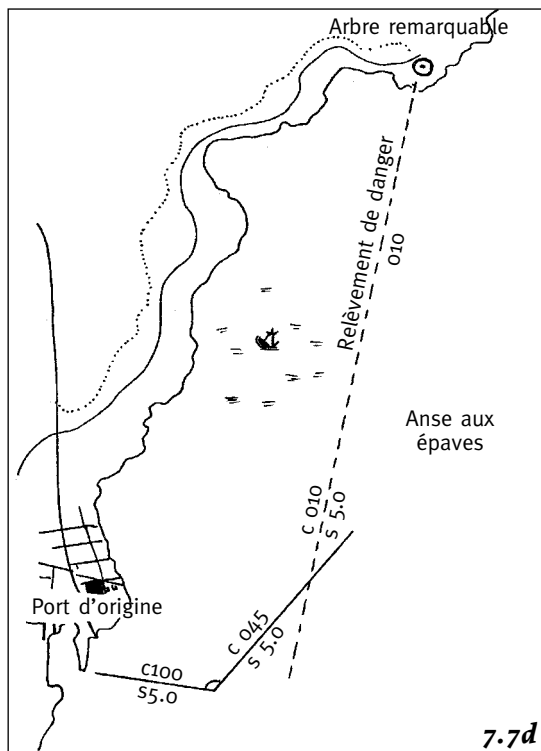 Arbre remarquable
Relèvement de danger
010
Anse aux
épaves
C 010
S 5.0
Port d'origine
C 045
S 5.0
C100
S5.0
7.7d